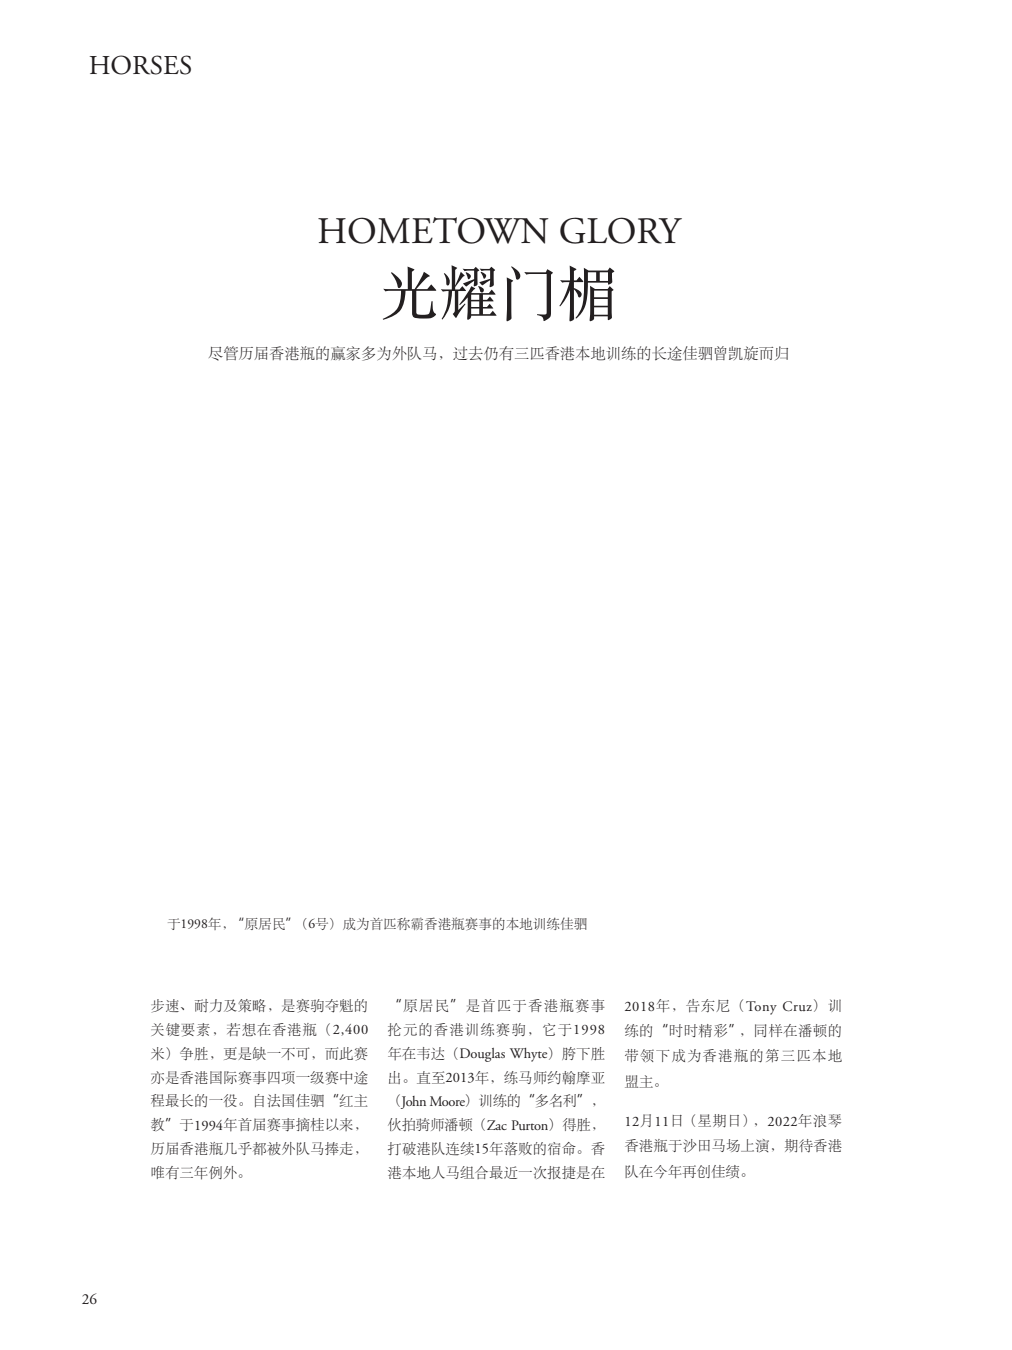 HORSES
HOMETOWN GLORY
光耀门楣
尽管历届香港瓶的赢家多为外队马，过去仍有三匹香港本地训练的长途佳驷曾凯旋而归
于1998年，“原居民”（6号）成为首匹称霸香港瓶赛事的本地训练佳驷
步速、耐力及策略，是赛驹夺魁的
关键要素，若想在香港瓶（2,400
米）争胜，更是缺一不可，而此赛
亦是香港国际赛事四项一级赛中途
程最长的一役。自法国佳驷“红主
教”于1994年首届赛事摘桂以来，
历届香港瓶几乎都被外队马捧走，
唯有三年例外。
“原居民”是首匹于香港瓶赛事
抡元的香港训练赛驹，它于1998
年在韦达（Douglas Whyte）胯下胜
出。直至2013年，练马师约翰摩亚
（John Moore）训练的“多名利”，
伙拍骑师潘顿（Zac Purton）得胜，
打破港队连续15年落败的宿命。香
港本地人马组合最近一次报捷是在
2018年，告东尼（Tony Cruz）训
练的“时时精彩”，同样在潘顿的
带领下成为香港瓶的第三匹本地
盟主。
12月11日（星期日），2022年浪琴
香港瓶于沙田马场上演，期待香港
队在今年再创佳绩。
26